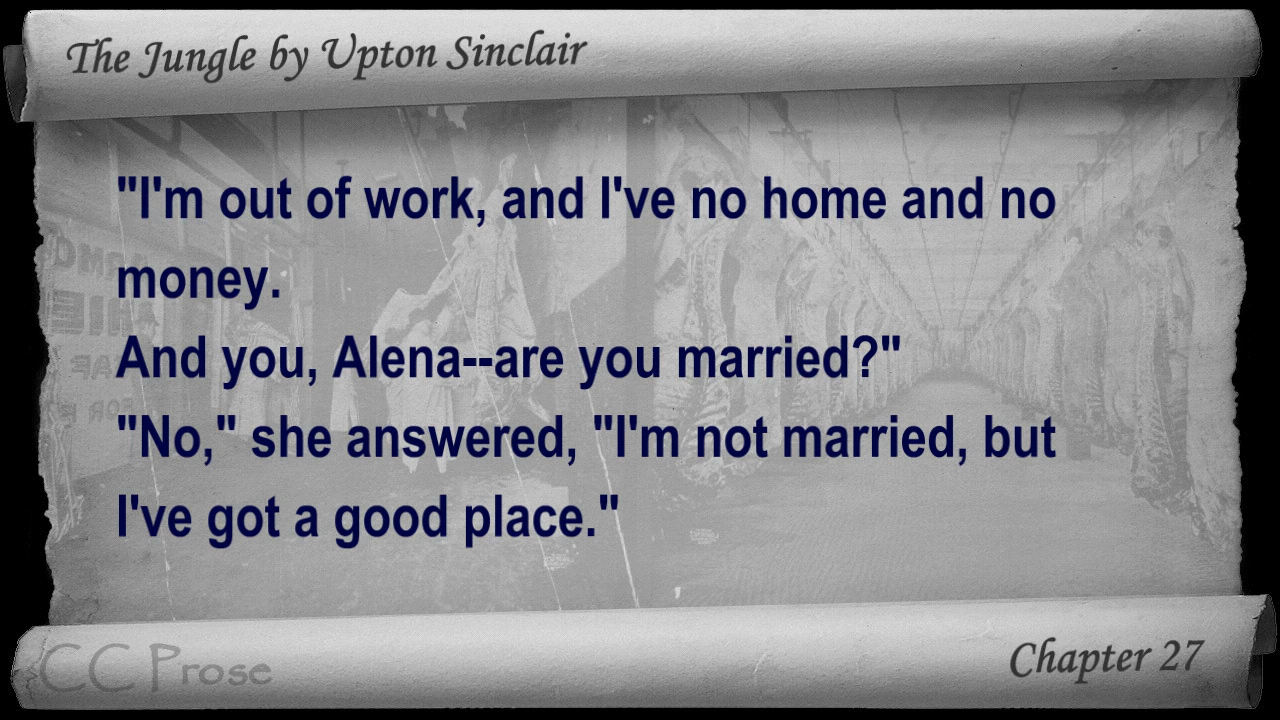 The Jungle by Upton Sinclair
"I'm out of work, and I've no home and no
money.
And you, Alena--are you married?"
"No," she answered, "I'm not married, but
I've got a good place."
CC Prose
Chapter 27